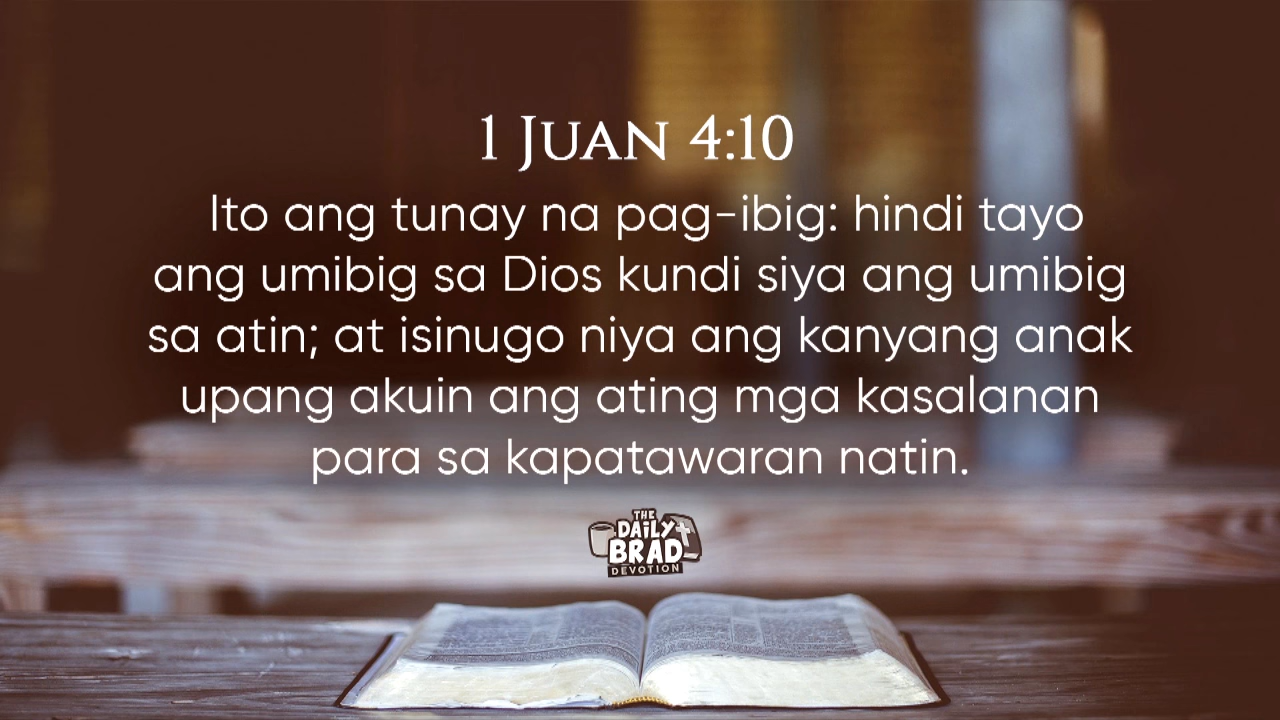 1 Juan 4:10
Ito ang tunay na pag-ibig: hindi tayo
ang umibig sa Dios kundi siya ang umibig
sa atin; at isinugo niya ang kanyang anak
upang akuin ang ating mga kasalanan
para sa kapatawaran natin.
THE
DAILY
BRAD
DEVOTION